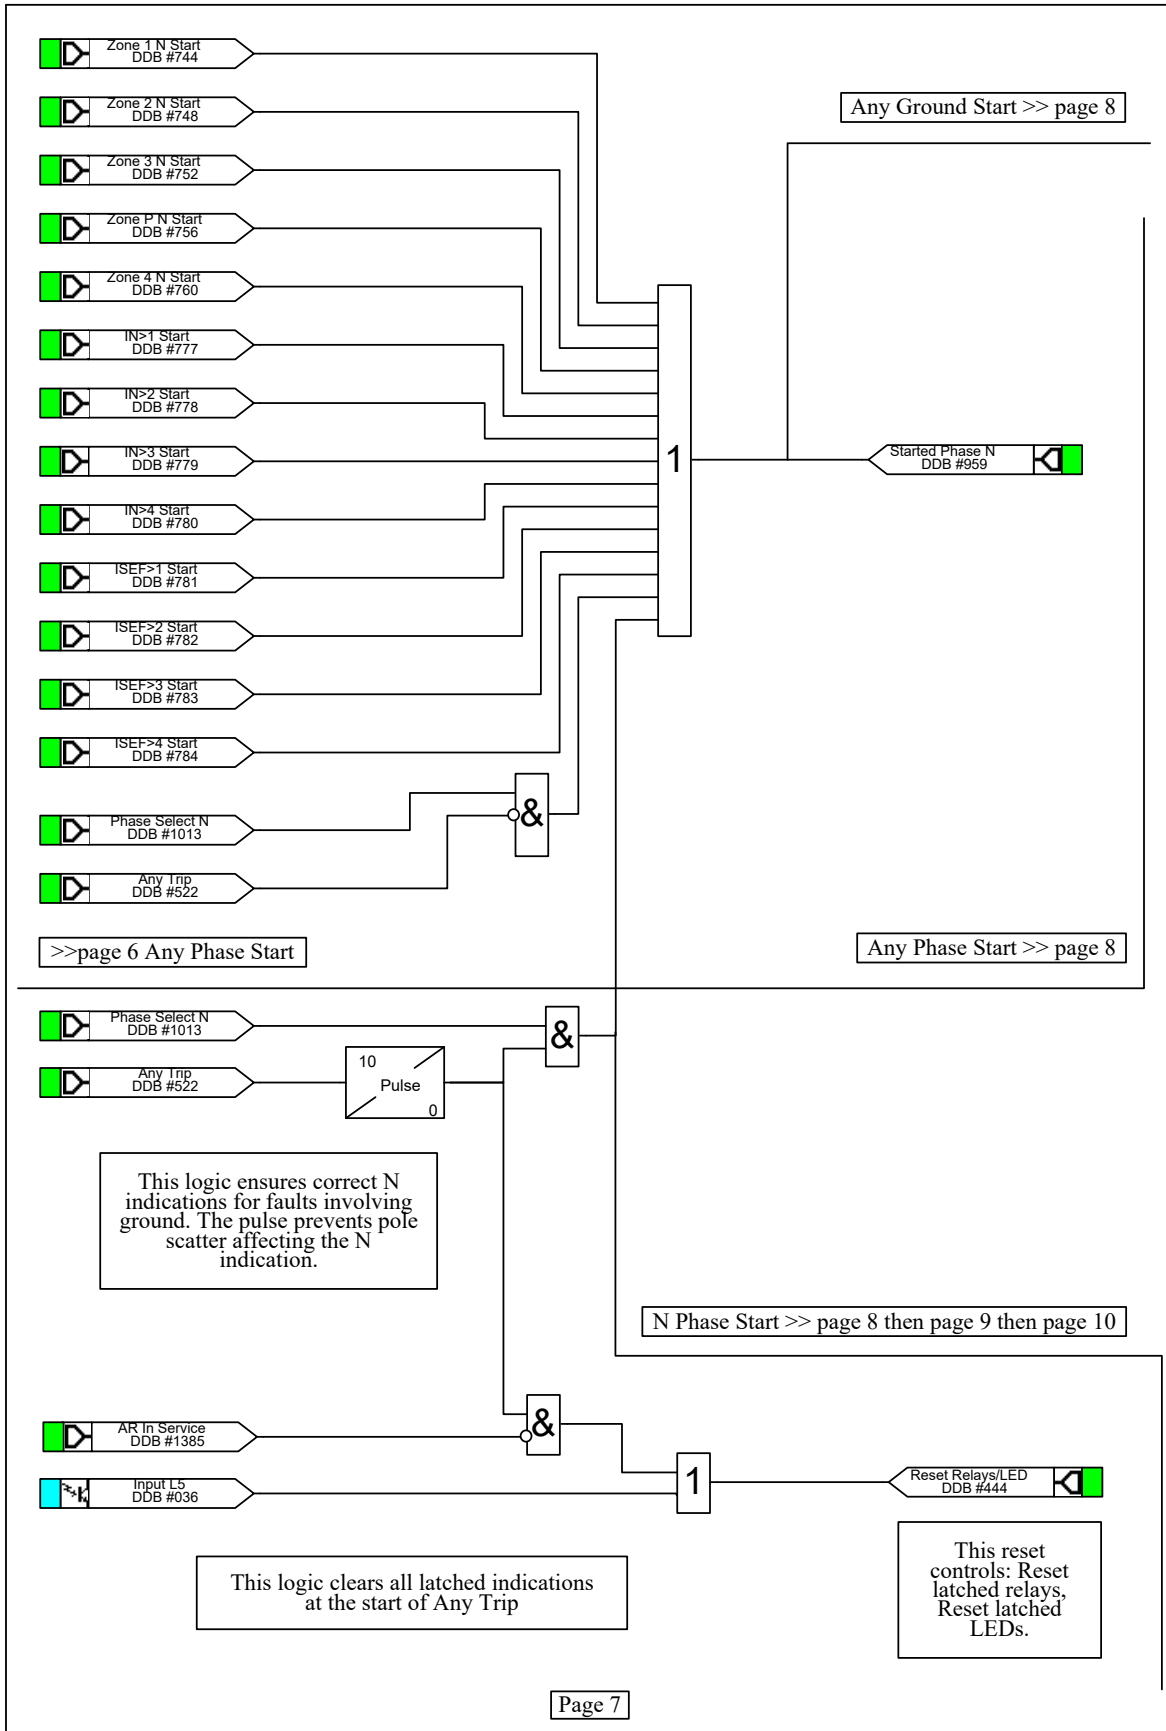 Zone 1 N Start
DDB #744
Zone 2 N Start
DDB #748
Any Ground Start >> page 8
Zone 3 N Start
DDB #752
Zone P N Start
DDB #756
Zone 4 N Start
DDB #760
IN>1 Start
DDB #777
IN>2 Start
DDB #778
IN>3 Start
DDB #779
1
Started Phase N
DDB #959
IN>4 Start
DDB #780
ISEF>1 Start
DDB #781
ISEF>2 Start
DDB #782
ISEF>3 Start
DDB #783
ISEF>4 Start
DDB #784
&
Phase Select N
DDB #1013
Any Trip
DDB #522
>>page 6 Any Phase Start
Any Phase Start >> page 8
Phase Select N
DDB #1013
&
Any Trip
DDB #522
10
Pulse
0
This logic ensures correct N
indications for faults involving
ground. The pulse prevents pole
scatter affecting the N
indication.
N Phase Start >> page 8 then page 9 then page 10
AR In Service
DDB #1385
&
Input L5
DDB #036
1
Reset Relays/LED
DDB #444
This logic clears all latched indications
at the start of Any Trip
This reset
controls: Reset
latched relays,
Reset latched
LEDs.
Page 7